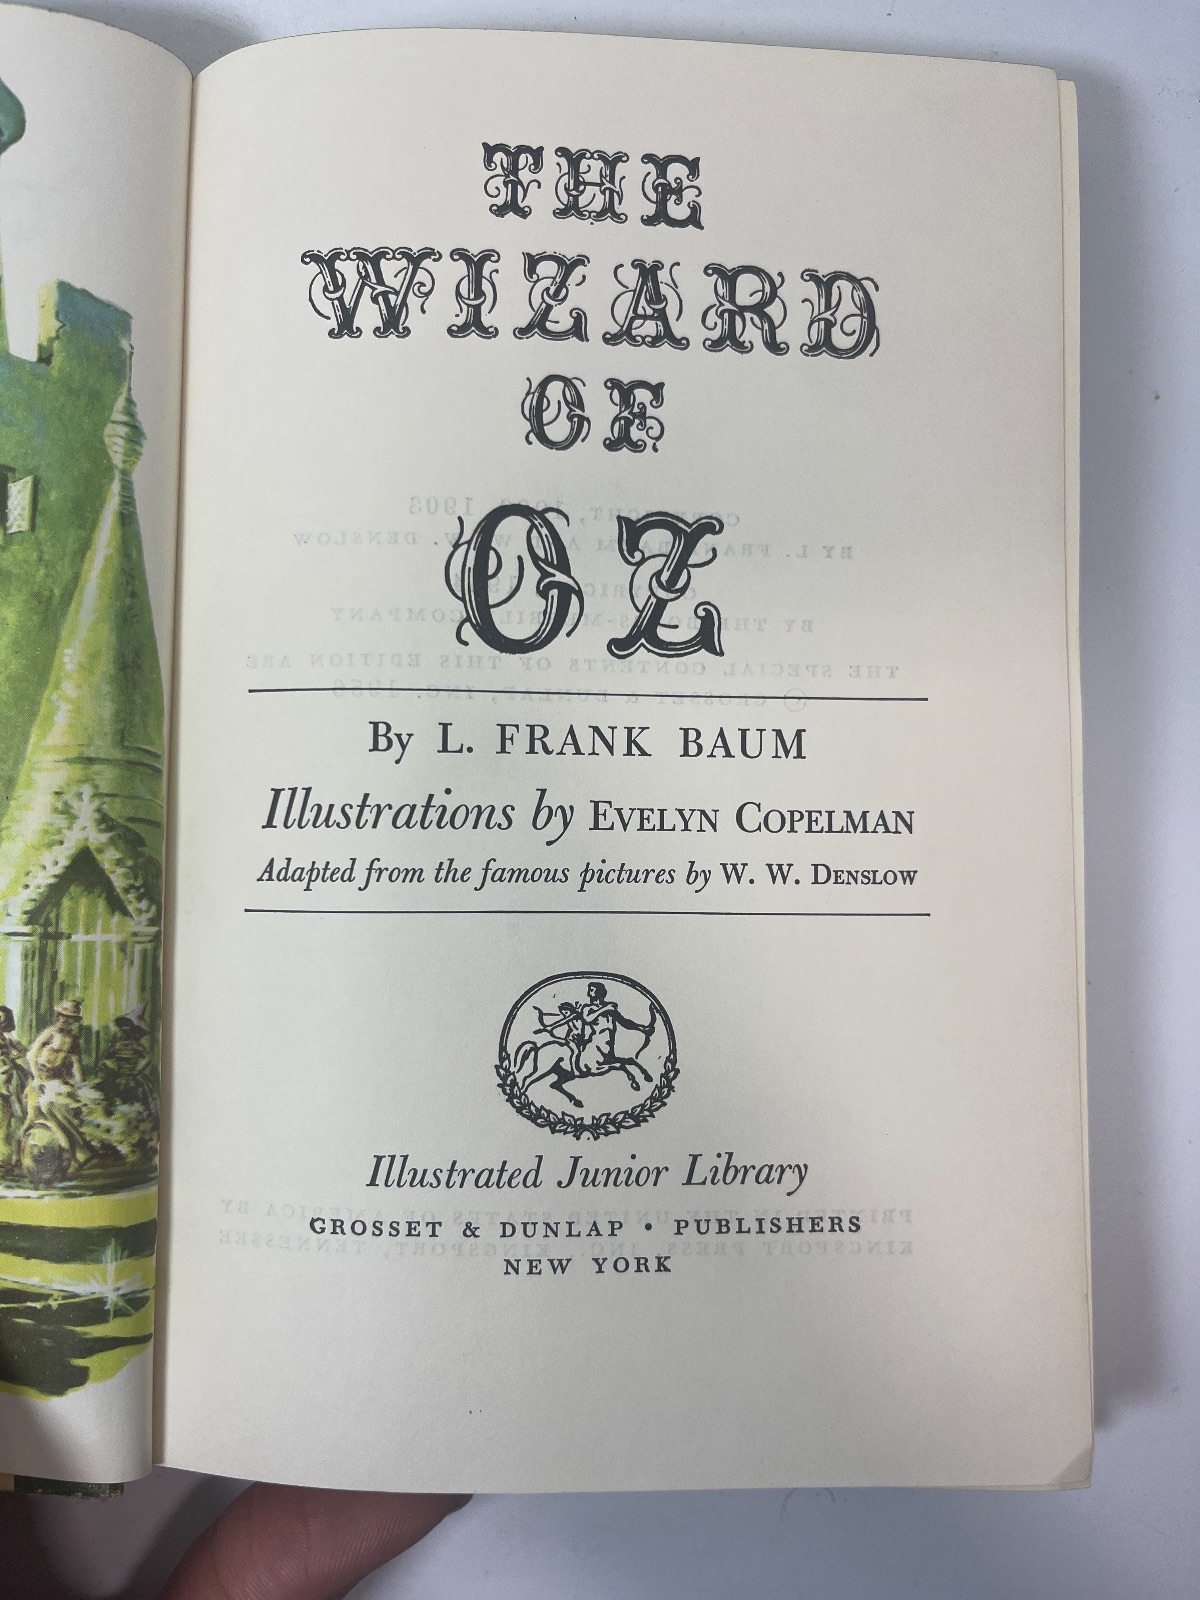 THE
WIZARD
OF
OZ
By L. FRANK BAUM
Illustrations by EVELYN COPELMAN
Adapted from the famous pictures by W. W. DENSLOW
Illustrated Junior Library
GROSSET & DUNLAP • PUBLISHERS
NEW YORK